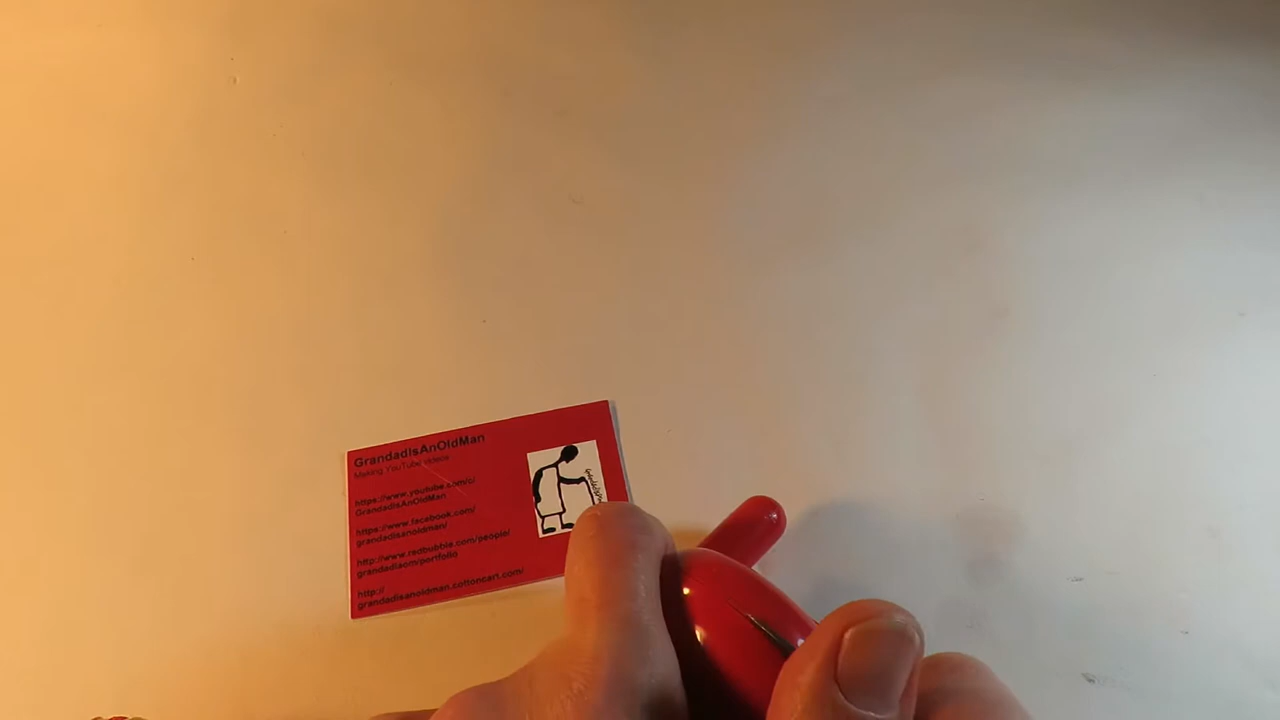 GrandadIsAnOldMan
Making YouTube videos
https://www.youtube.com/c/
GrandadIsAnOldMan
https://www.facebook.com/
grandadisanoldman/
http://www.redbubble.com/people/
grandadiaom/portfolio
http://
grandadisanoldman.cottoncart.com/